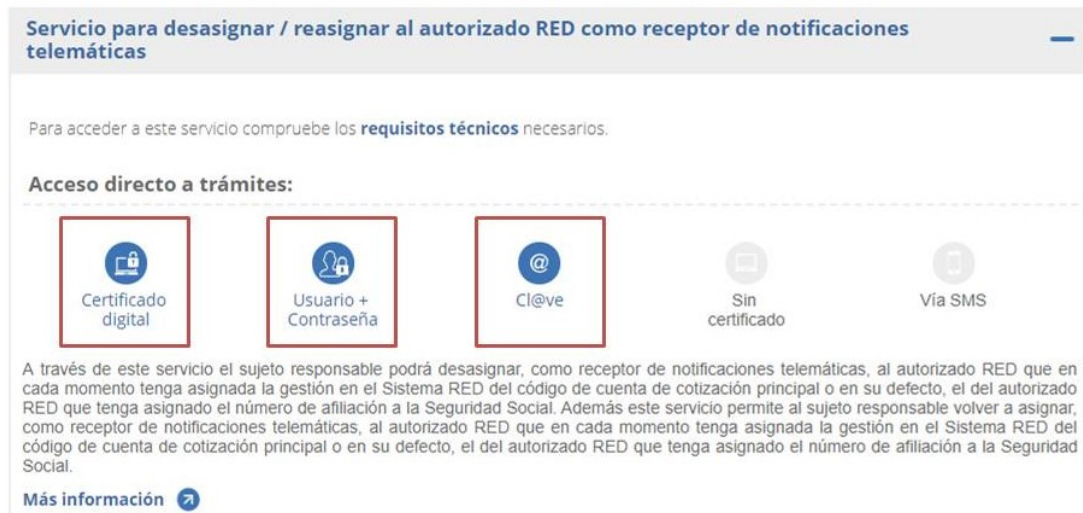 Servicio para desasignar / reasignar al autorizado RED como receptor de notificaciones
telemáticas
Para acceder a este servicio compruebe los requisitos técnicos necesarios.
Acceso directo a trámites:
Certificado
digital
Usuario +
Contraseña
Cl@ve
Sin
certificado
Vía SMS
A través de este servicio el sujeto responsable podrá desasignar, como receptor de notificaciones telemáticas, al autorizado RED que en
cada momento tenga asignada la gestión en el Sistema RED del código de cuenta de cotización principal o en su defecto, el del autorizado
RED que tenga asignado el número de afiliación a la Seguridad Social. Además este servicio permite al sujeto responsable volver a asignar,
como receptor de notificaciones telemáticas, al autorizado RED que en cada momento tenga asignada la gestión en el Sistema RED del
código de cuenta de cotización principal o en su defecto, el del autorizado RED que tenga asignado el número de afiliación a la Seguridad
Social.
Más información